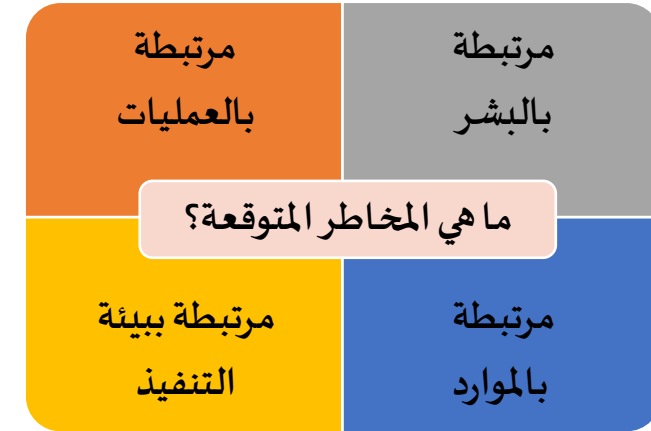 مرتبطة
بالبشر
مرتبطة
بالعمليات
ما هي المخاطر المتوقعة؟
مرتبطة
بالموارد
مرتبطة ببيئة
التنفيذ